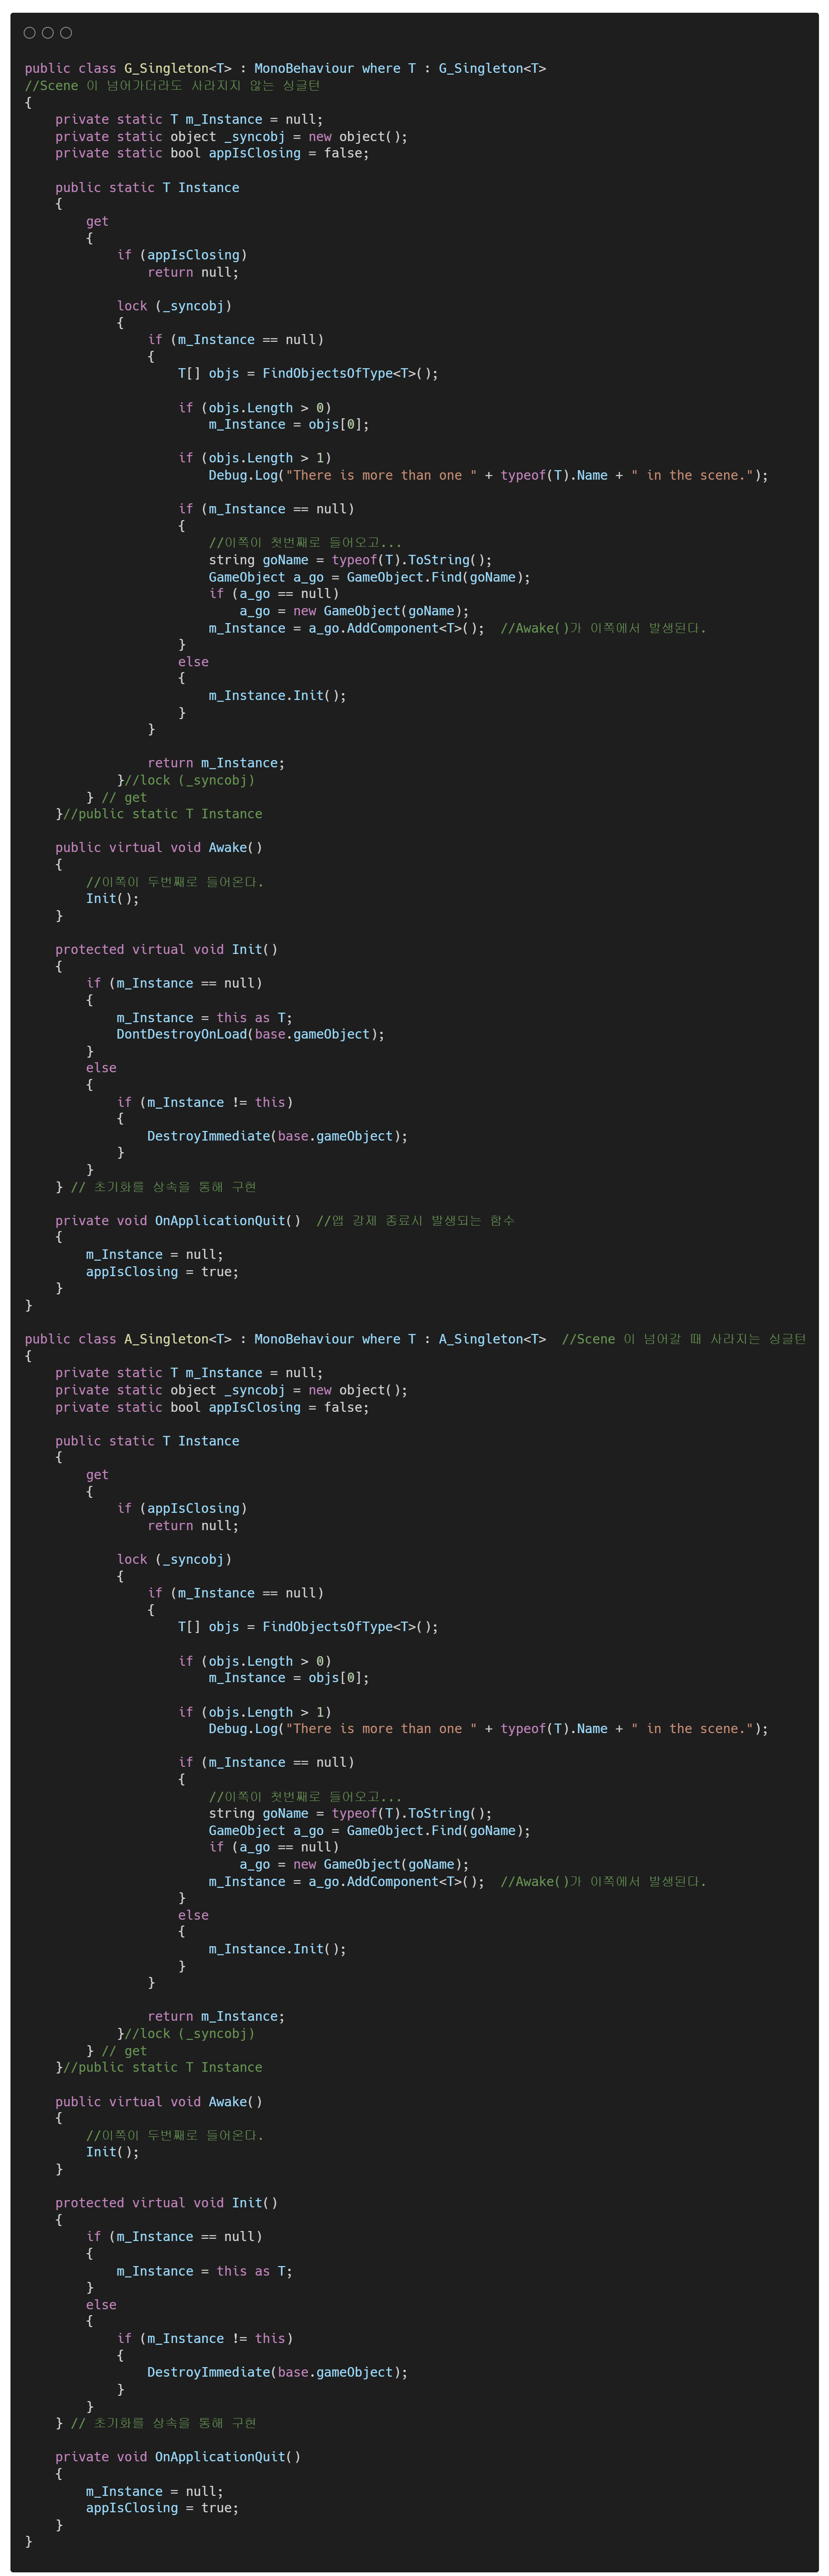 public class G_Singleton<T> : MonoBehaviour where T : G_Singleton<T>
//Scene 이 넘어가더라도 사라지지 않는 싱글턴
{
    private static T m_Instance = null;
    private static object _syncobj = new object();
    private static bool appIsClosing = false;

    public static T Instance
    {
        get
        {
            if (appIsClosing)
                return null;

            lock (_syncobj)
            {
                if (m_Instance == null)
                {
                    T[] objs = FindObjectsOfType<T>();

                    if (objs.Length > 0)
                        m_Instance = objs[0];

                    if (objs.Length > 1)
                        Debug.Log("There is more than one " + typeof(T).Name + " in the scene.");

                    if (m_Instance == null)
                    {
                        //이쪽이 첫번째로 들어오고...
                        string goName = typeof(T).ToString();
                        GameObject a_go = GameObject.Find(goName);
                        if (a_go == null)
                            a_go = new GameObject(goName);
                        m_Instance = a_go.AddComponent<T>();  //Awake()가 이쪽에서 발생된다.
                    }
                    else
                    {
                        m_Instance.Init();
                    }
                }

                return m_Instance;
            }//lock (_syncobj)
        } // get
    }//public static T Instance

    public virtual void Awake()
    {
        //이쪽이 두번째로 들어온다.
        Init();
    }

    protected virtual void Init()
    {
        if (m_Instance == null)
        {
            m_Instance = this as T;
            DontDestroyOnLoad(base.gameObject);
        }
        else
        {
            if (m_Instance != this)
            {
                DestroyImmediate(base.gameObject);
            }
        }
    } // 초기화를 상속을 통해 구현

    private void OnApplicationQuit()  //앱 강제 종료시 발생되는 함수
    {
        m_Instance = null;
        appIsClosing = true;
    }
}

public class A_Singleton<T> : MonoBehaviour where T : A_Singleton<T>  //Scene 이 넘어갈 때 사라지는 싱글턴
{
    private static T m_Instance = null;
    private static object _syncobj = new object();
    private static bool appIsClosing = false;

    public static T Instance
    {
        get
        {
            if (appIsClosing)
                return null;

            lock (_syncobj)
            {
                if (m_Instance == null)
                {
                    T[] objs = FindObjectsOfType<T>();

                    if (objs.Length > 0)
                        m_Instance = objs[0];

                    if (objs.Length > 1)
                        Debug.Log("There is more than one " + typeof(T).Name + " in the scene.");

                    if (m_Instance == null)
                    {
                        //이쪽이 첫번째로 들어오고...
                        string goName = typeof(T).ToString();
                        GameObject a_go = GameObject.Find(goName);
                        if (a_go == null)
                            a_go = new GameObject(goName);
                        m_Instance = a_go.AddComponent<T>();  //Awake()가 이쪽에서 발생된다.
                    }
                    else
                    {
                        m_Instance.Init();
                    }
                }

                return m_Instance;
            }//lock (_syncobj)
        } // get
    }//public static T Instance

    public virtual void Awake()
    {
        //이쪽이 두번째로 들어온다.
        Init();
    }

    protected virtual void Init()
    {
        if (m_Instance == null)
        {
            m_Instance = this as T;
        }
        else
        {
            if (m_Instance != this)
            {
                DestroyImmediate(base.gameObject);
            }
        }
    } // 초기화를 상속을 통해 구현

    private void OnApplicationQuit()
    {
        m_Instance = null;
        appIsClosing = true;
    }
}